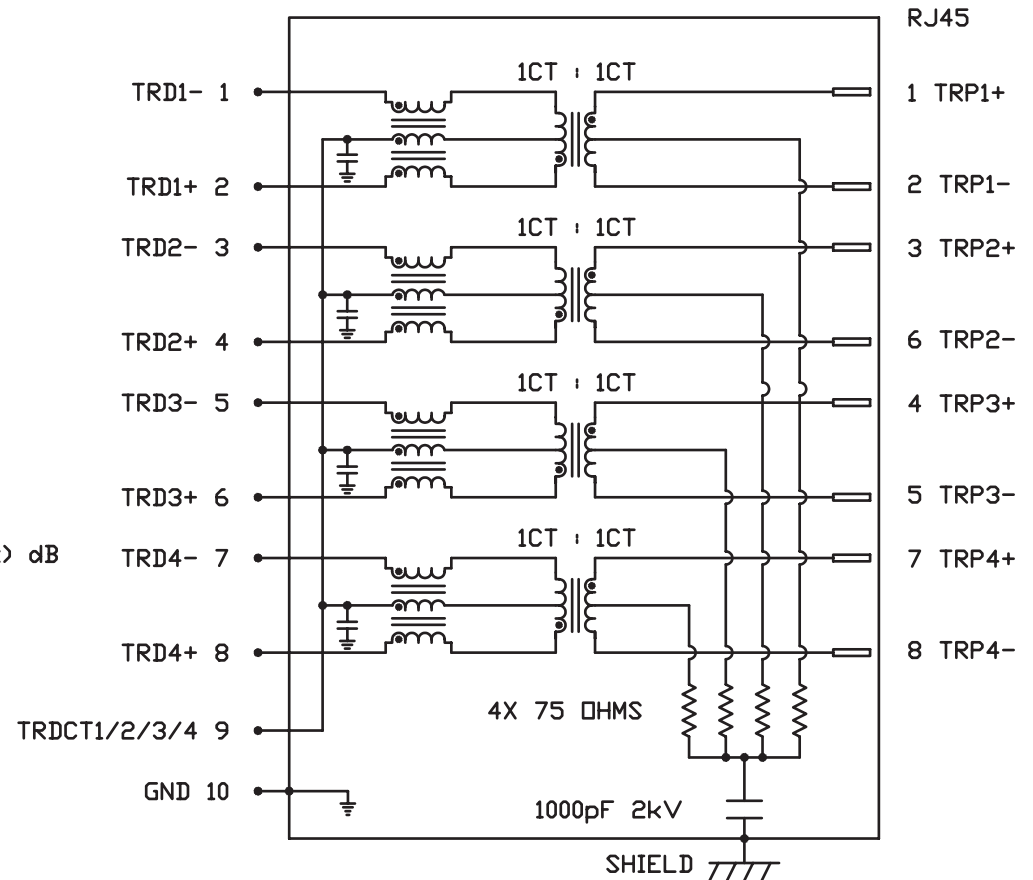 RJ45
1CT : 1CT
TRD1- 1
1 TRP1+
TRD1+ 2
2 TRP1-
1CT : 1CT
TRD2- 3
3 TRP2+
TRD2+ 4
6 TRP2-
1CT : 1CT
TRD3- 5
4 TRP3+
TRD3+ 6
5 TRP3-
1CT : 1CT
) dB
TRD4- 7
7 TRP4+
TRD4+ 8
8 TRP4-
4X 75 OHMS
TRDCT1/2/3/4 9
GND 10
1000pF 2kV
SHIELD